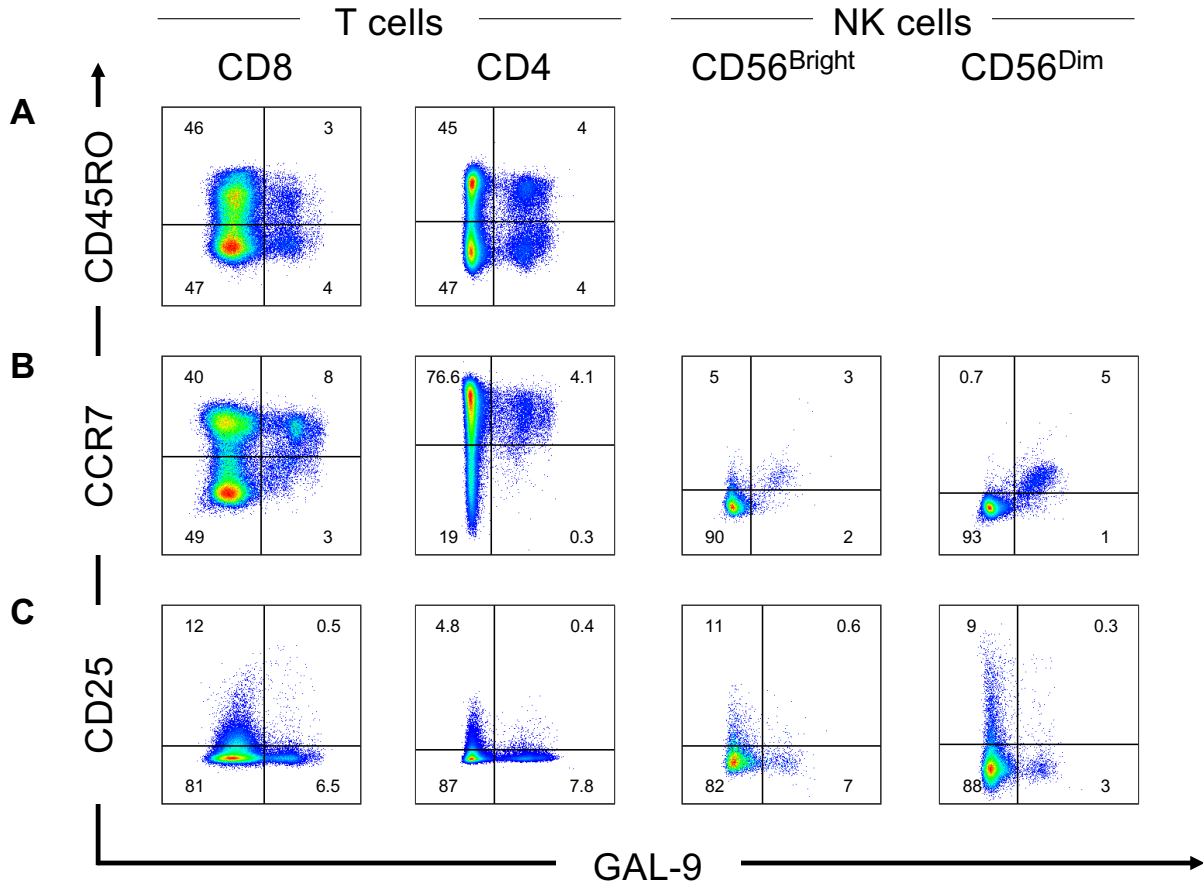 T cells NK cells
CD8 CD4 CD56Bright CD56Dim
A
CD45RO
46 3 45 4
47 4 47 4
B
CCR7
40 8 76.6 4.1 5 3 0.7 5
49 3 19 0.3 90 2 93 1
C
CD25
12 0.5 4.8 0.4 11 0.6 9 0.3
81 6.5 87 7.8 82 7 88 3
GAL-9